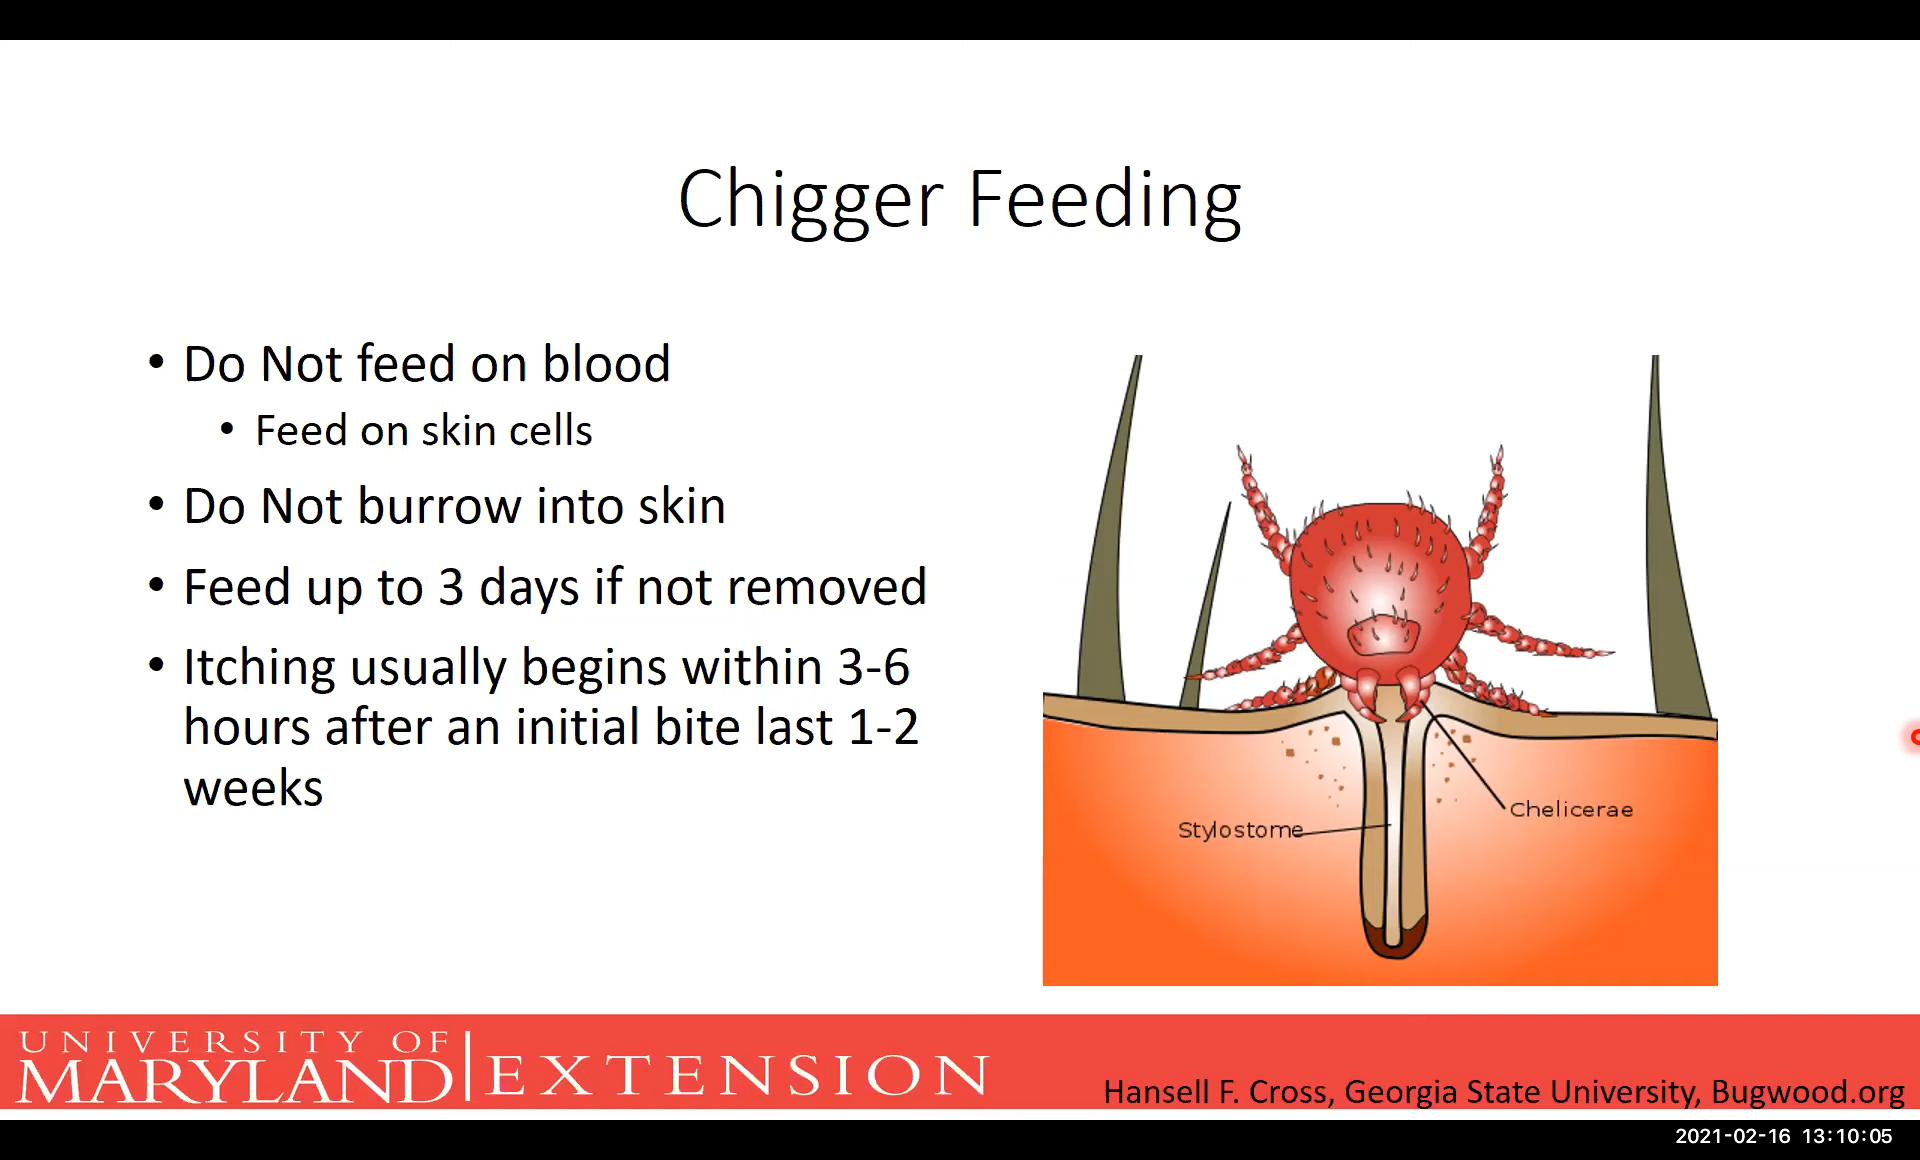 Chigger Feeding
• Do Not feed on blood
• Feed on skin cells
• Do Not burrow into skin
• Feed up to 3 days if not removed
• Itching usually begins within 3-6
hours after an initial bite last 1-2
weeks
Stylostome
Chelicerae
UNIVERSITY OF
MARYLAND
EXTENSION
Hansell F. Cross, Georgia State University, Bugwood.org
2021-02-16 13:10:05